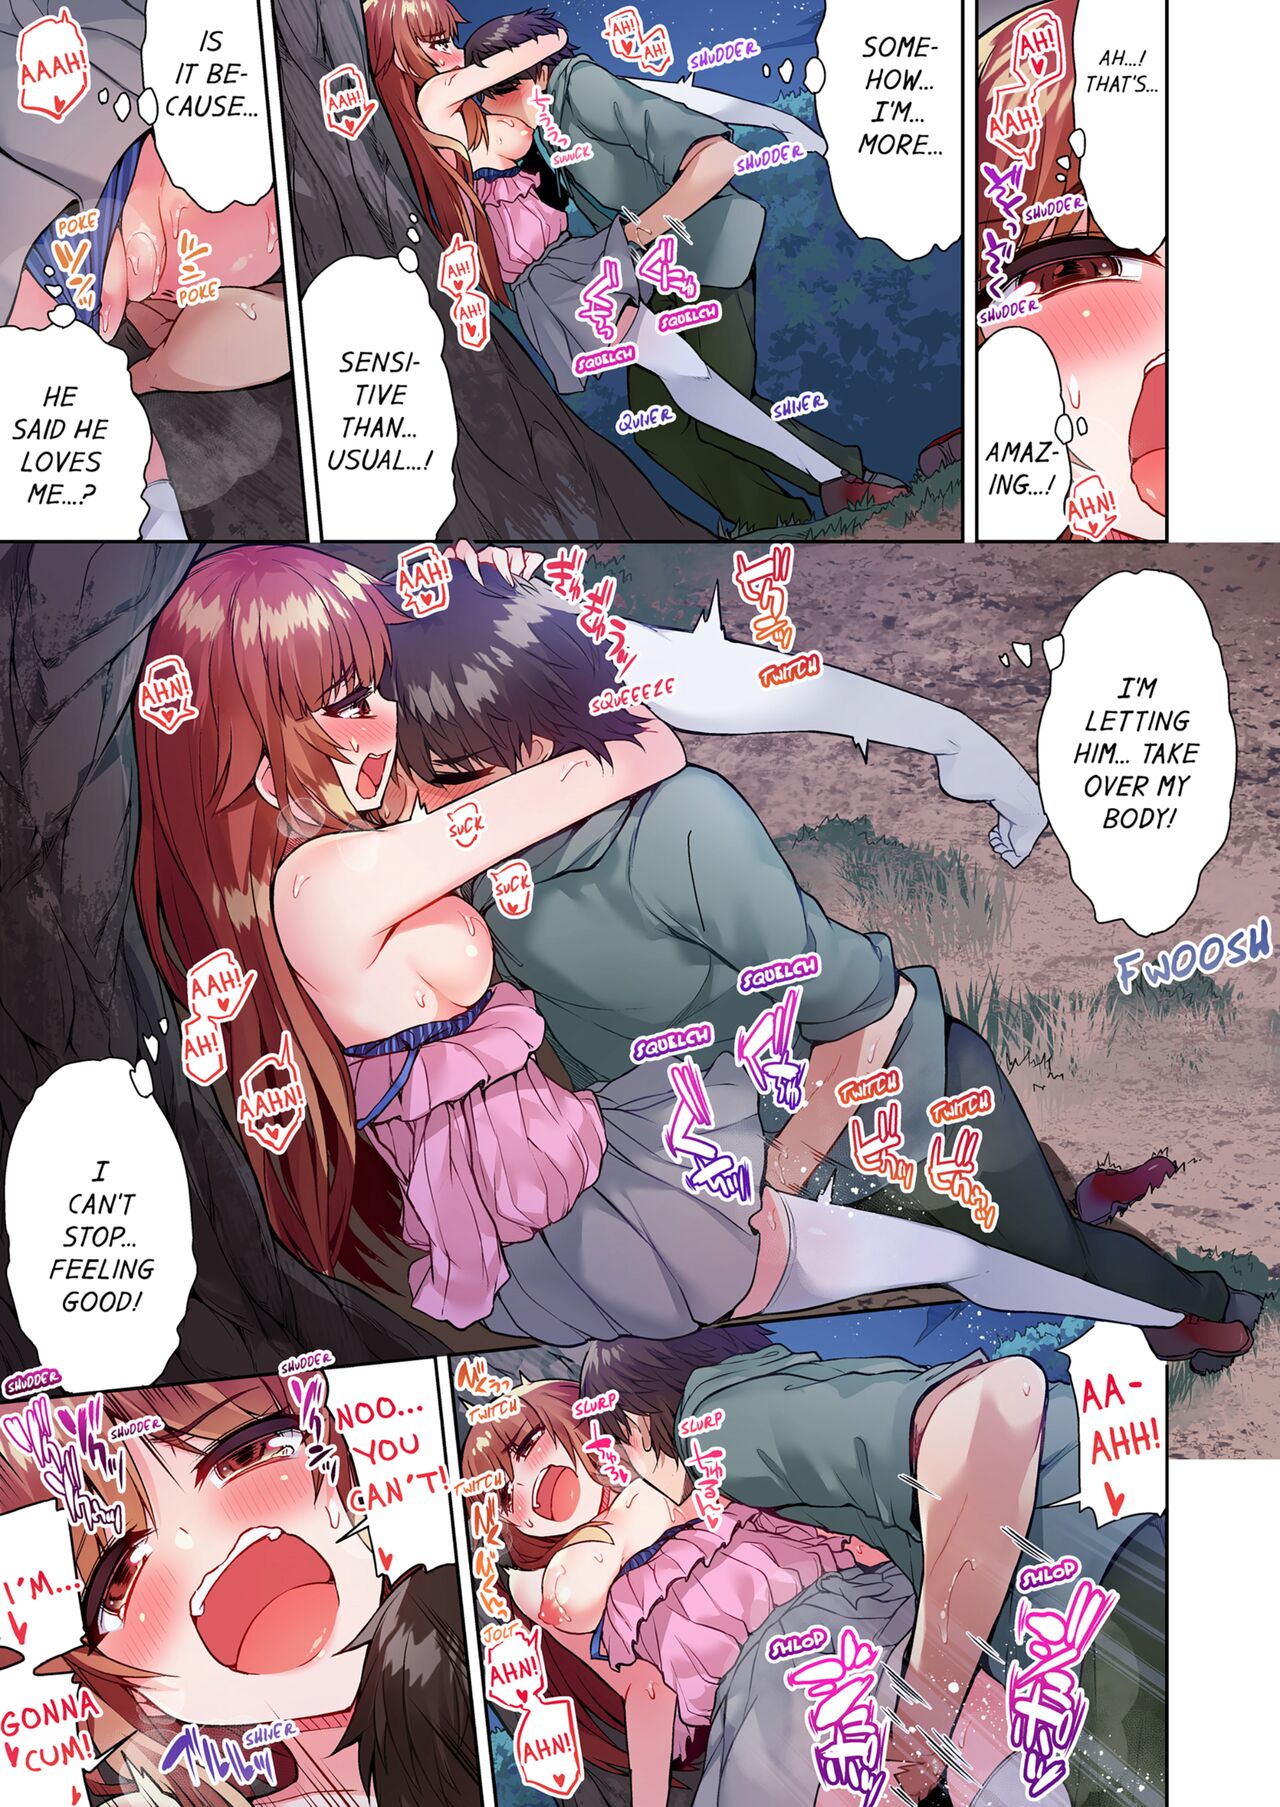 AH...!
THAT'S...
AH!
AAH!
SHUDDER
SHUDDER
AMAZ-
ING...!
AHN!
SOME-
HOW...
I'M...
MORE...
AH!
AH!
SHUDDER
SUUUCK
SHUDDER
AAH!
AH!
AH!
SQUELCH
SQUELCH
QUIVER
SHIVER
SENSI-
TIVE
THAN...
USUAL...!
IS
IT BE-
CAUSE...
AAAH!
POKE
POKE
HE
SAID HE
LOVES
ME...?
I'M
LETTING
HIM... TAKE
OVER MY
BODY!
FWOOSH
AAH!
AHN!
SQUEEEZE
TWITCH
SUCK
SUCK
AAH!
AH!
AAHN!
SQUELCH
SQUELCH
TWITCH
TWITCH
I
CAN'T
STOP...
FEELING
GOOD!
AA-
AHH!
TWITCH
SLURP
SLURP
TWITCH
JOLT
AHN!
AHN!
SHLOP
SHLOP
NOO...
YOU
CAN'T!
SHUDDER
SHUDDER
SHUDDER
I'M...
GONNA
CUM!
SHIVER